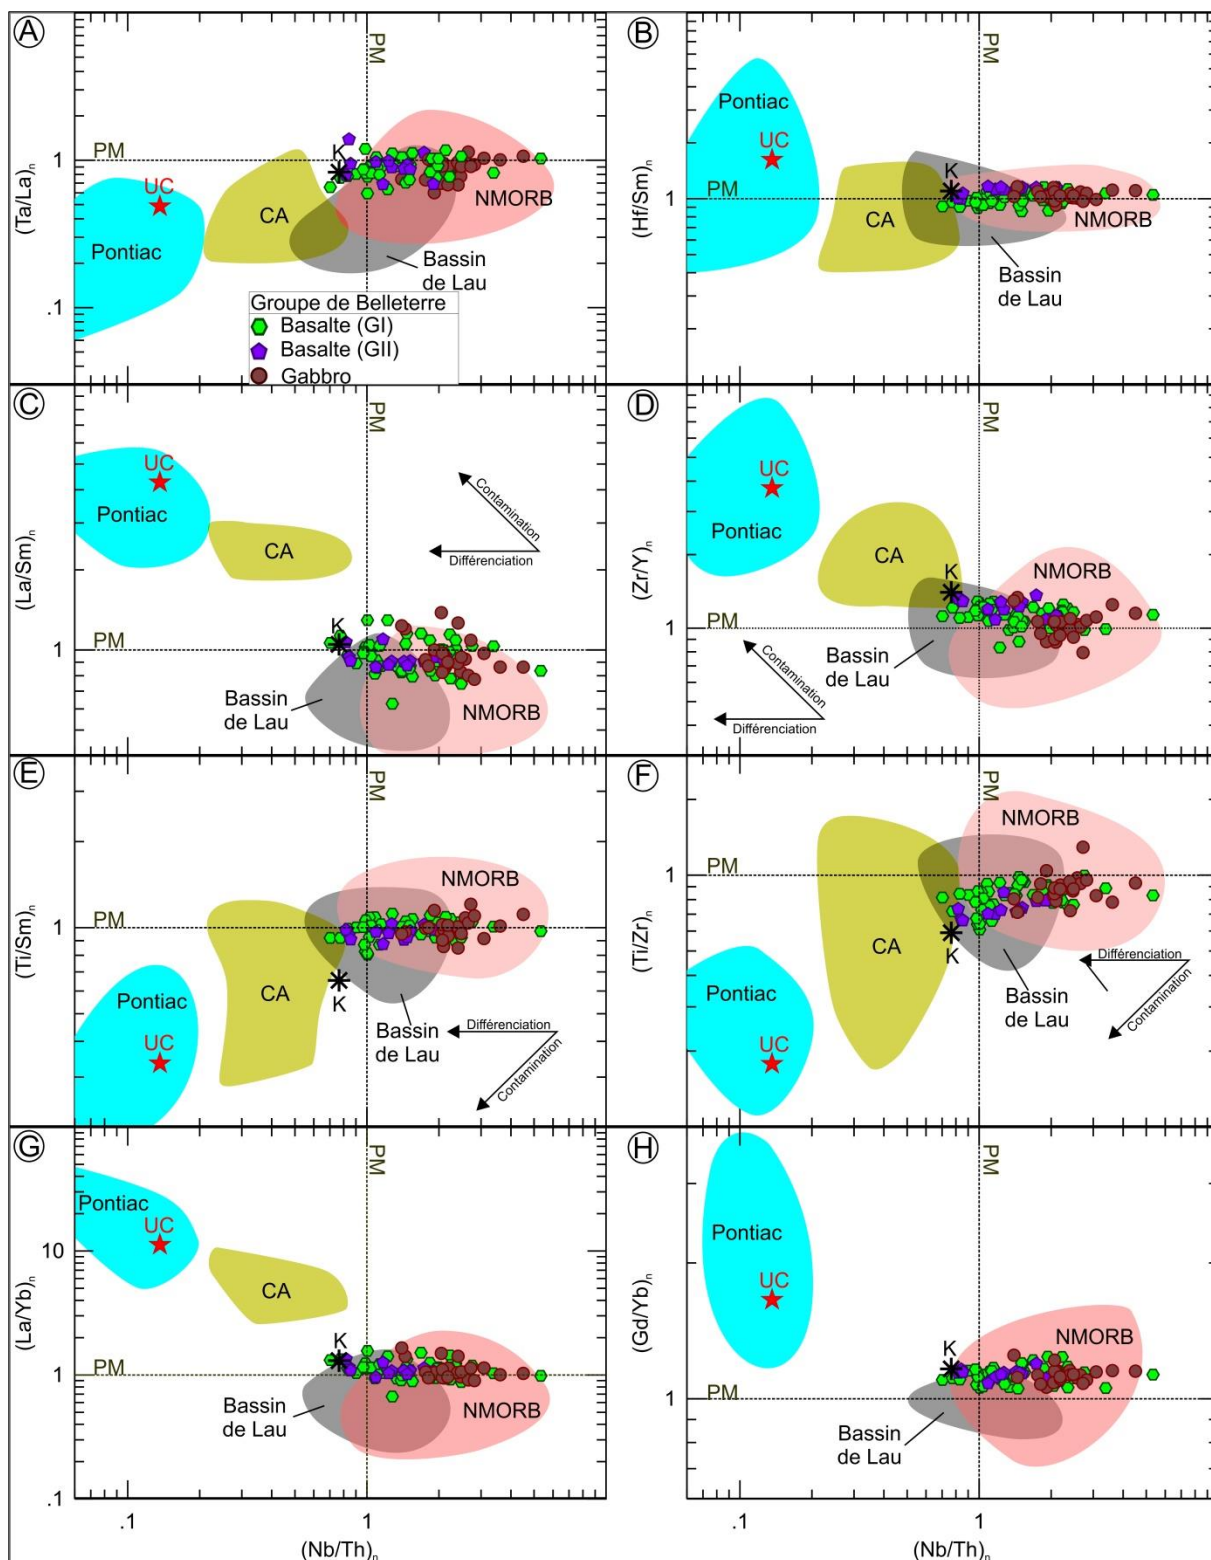 A
PM
1
(Ta/La)n
K
UC
CA
NMORB
Pontiac
Bassin
de Lau
.1
Groupe de Belleterre
Basalte (GI)
Basalte (GII)
Gabbro
B
PM
Pontiac
UC
K
1
PM
(Hf/Sm)n
CA
NMORB
Bassin
de Lau
C
PM
UC
Pontiac
Contamination
CA
Différenciation
(La/Sm)n
K
1
PM
Bassin
de Lau
NMORB
D
PM
UC
Pontiac
CA
K
NMORB
(Zr/Y)n
1
PM
Bassin
de Lau
Contamination
Différenciation
E
PM
NMORB
1
PM
(Ti/Sm)n
K
CA
Pontiac
UC
Bassin
de Lau
Différenciation
Contamination
F
PM
NMORB
1
PM
(Ti/Zr)n
K
CA
Pontiac
UC
Bassin
de Lau
Différenciation
Contamination
G
PM
Pontiac
UC
10
CA
(La/Yb)n
K
1
PM
Bassin
de Lau
NMORB
.1
.1
1
(Nb/Th)n
H
PM
Pontiac
UC
K
NMORB
(Gd/Yb)n
1
PM
Bassin
de Lau
.1
1
(Nb/Th)n